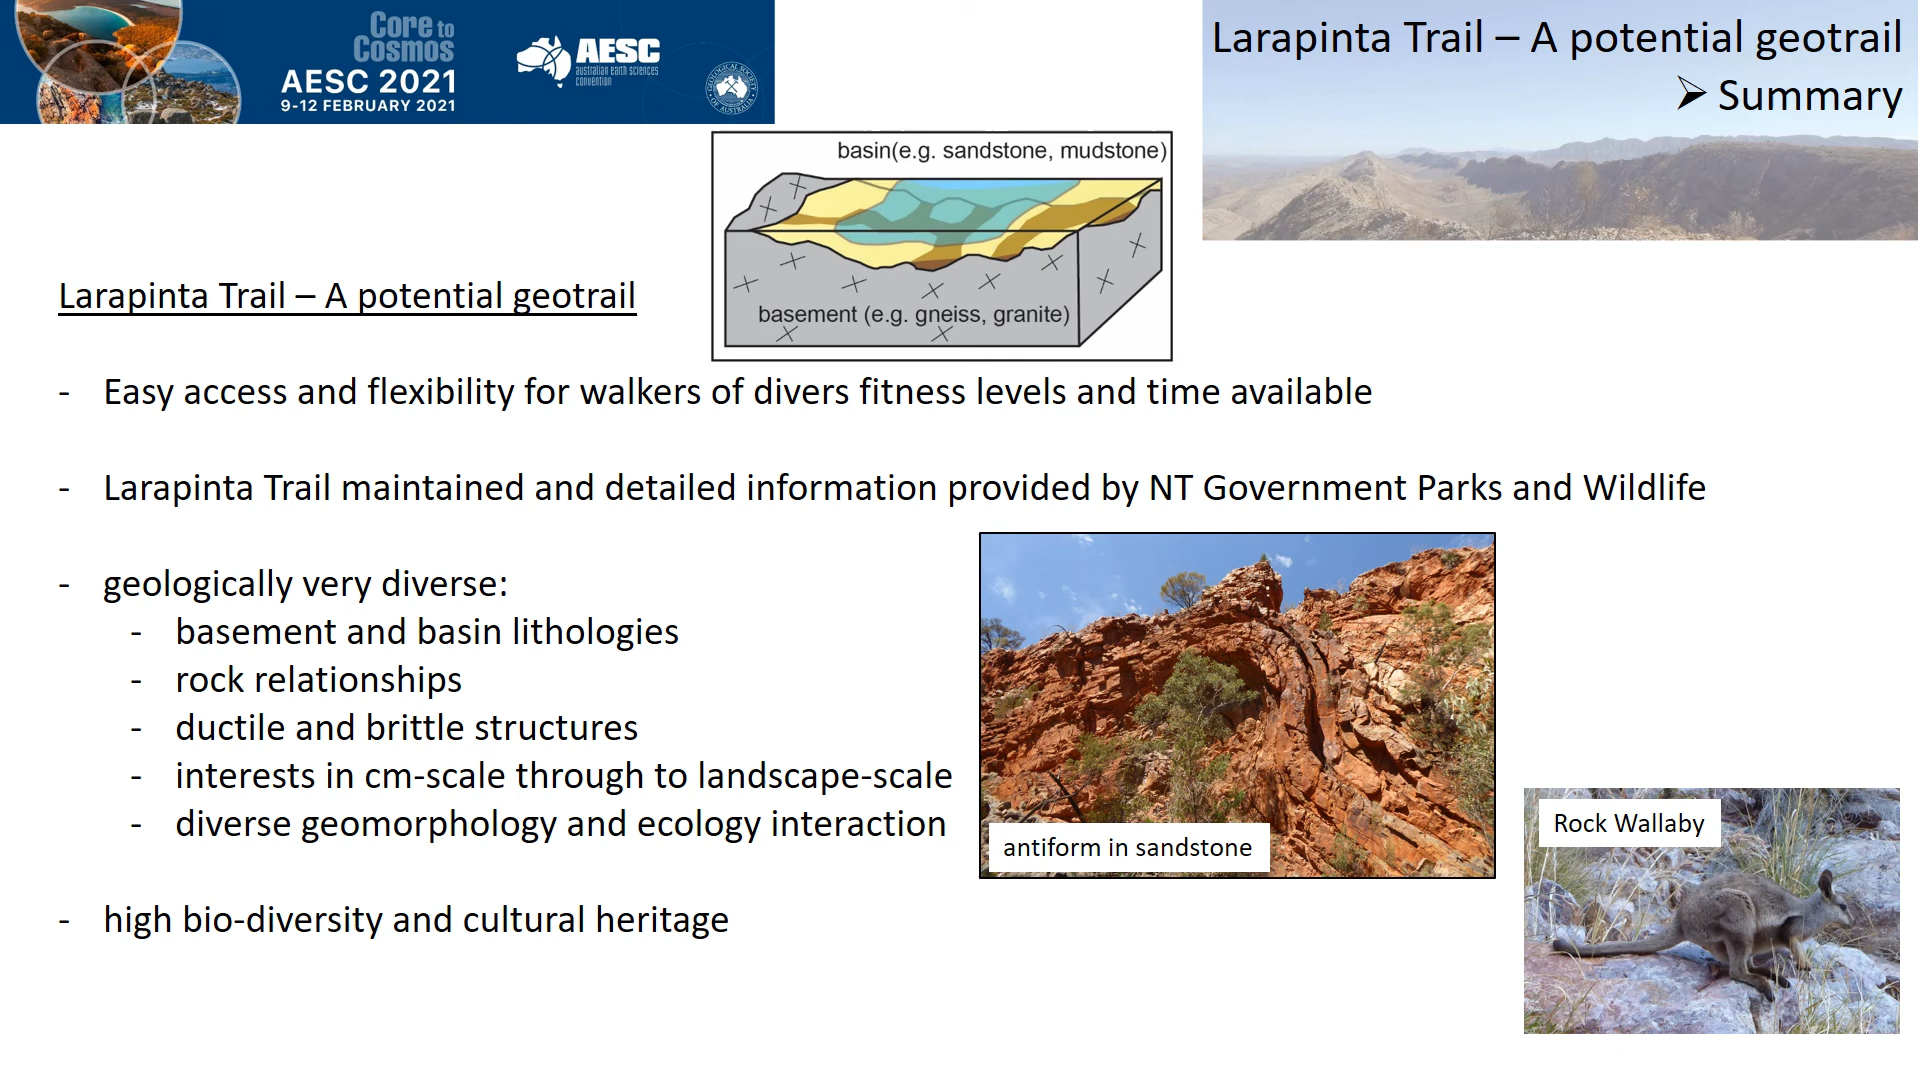 Core to
Cosmos
AESC 2021
9-12 FEBRUARY 2021
AESC
australian earth sciences
convention
GEOLOGICAL SOCIETY
OF AUSTRALIA
Larapinta Trail – A potential geotrail
➢ Summary
basin(e.g. sandstone, mudstone)
basement (e.g. gneiss, granite)
Larapinta Trail – A potential geotrail
- Easy access and flexibility for walkers of divers fitness levels and time available
- Larapinta Trail maintained and detailed information provided by NT Government Parks and Wildlife
- geologically very diverse:
- basement and basin lithologies
- rock relationships
- ductile and brittle structures
- interests in cm-scale through to landscape-scale
- diverse geomorphology and ecology interaction
- high bio-diversity and cultural heritage
antiform in sandstone
Rock Wallaby